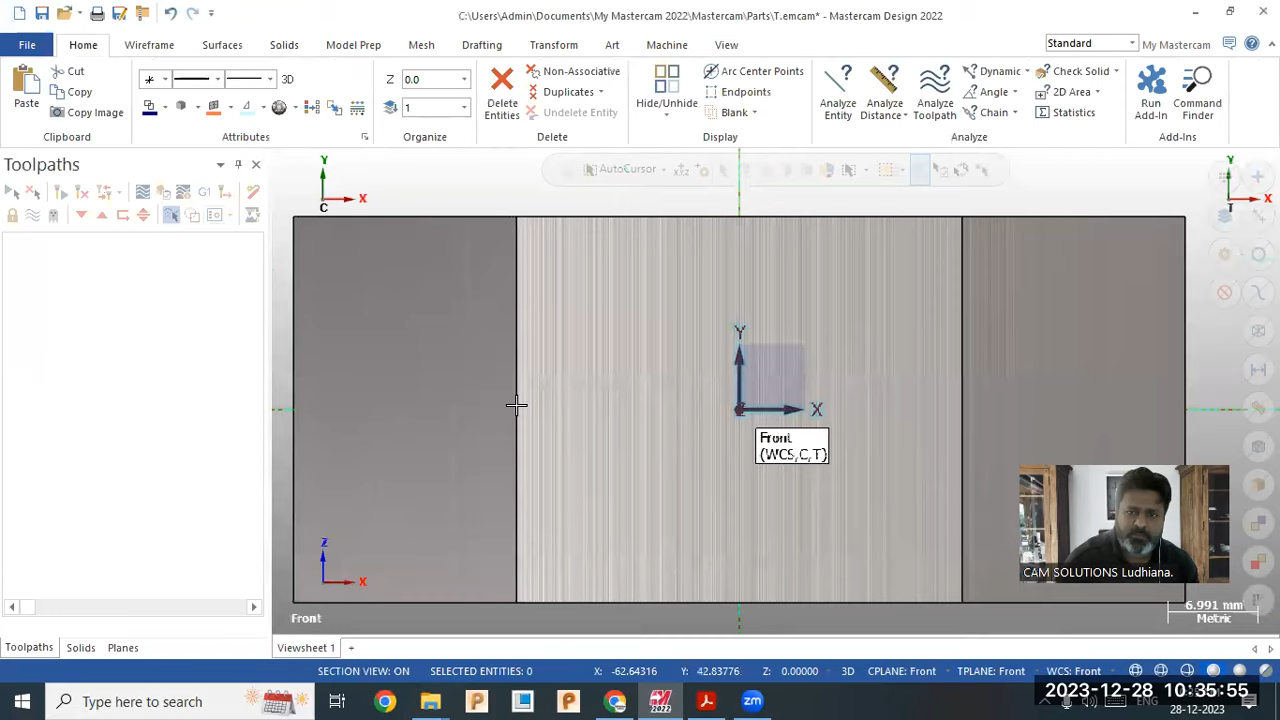 C:\Users\Admin\Documents\My Mastercam 2022\Mastercam\Parts\T.emcam* - Mastercam Design 2022
File Home Wireframe Surfaces Solids Model Prep Mesh Drafting Transform Art Machine View Standard My Mastercam
Paste Cut Copy Copy Image
Clipboard
3D
Attributes
Z 0.0
1
Organize
Delete Entities Non-Associative Duplicates Undelete Entity
Delete
Hide/Unhide Arc Center Points Endpoints Blank
Display
Analyze Entity Analyze Distance Analyze Toolpath Dynamic Angle Chain Check Solid 2D Area Statistics
Analyze
Run Add-In Command Finder
Add-Ins
Toolpaths
G1
AutoCursor
Y
X
C
Y
X
T
Y
X
Z
Front
(WCS,C,T)
Z
X
Front
CAM SOLUTIONS Ludhiana.
6.991 mm
Metric
Toolpaths Solids Planes Viewsheet 1 +
SECTION VIEW: ON SELECTED ENTITIES: 0 X: -62.64316 Y: 42.83776 Z: 0.00000 3D CPLANE: Front TPLANE: Front WCS: Front
Type here to search
2022
ENG
2023-12-28 10:35:55
28-12-2023